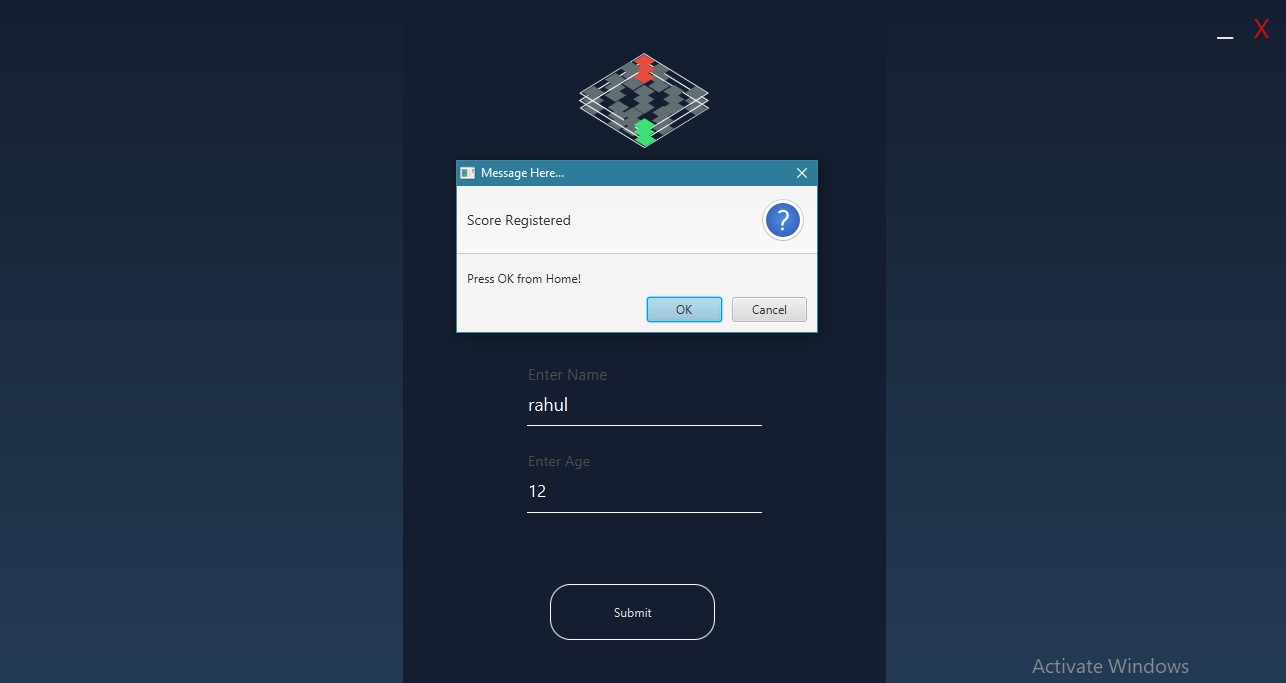 _ X
Message Here...
Score Registered
?
Press OK from Home!
OK Cancel
Enter Name
rahul
Enter Age
12
Submit
Activate Windows